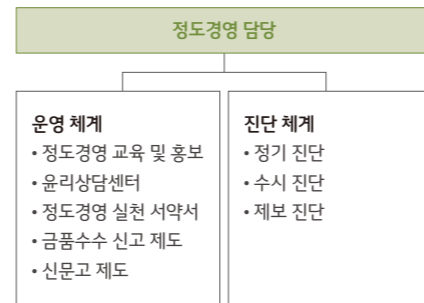 정도경영 담당
운영 체계
• 정도경영 교육 및 홍보
• 윤리상담센터
• 정도경영 실천 서약서
• 금품수수 신고 제도
• 신문고 제도
진단 체계
• 정기 진단
• 수시 진단
• 제보 진단